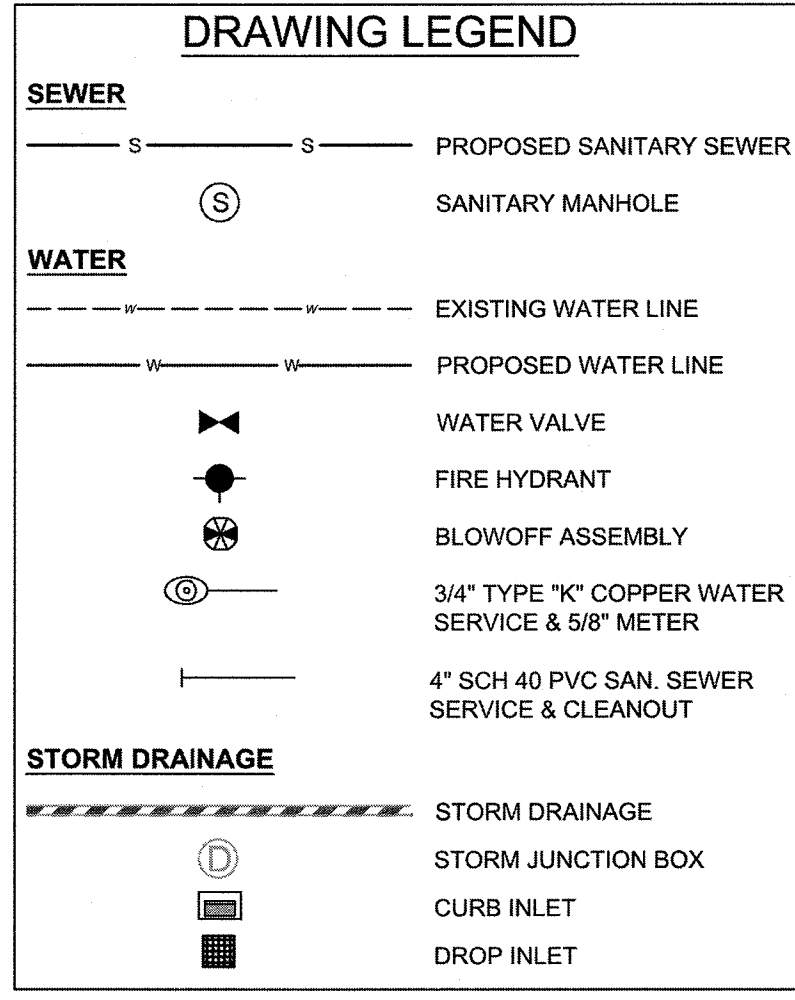 DRAWING LEGEND
SEWER
S S PROPOSED SANITARY SEWER
S SANITARY MANHOLE
WATER
w w EXISTING WATER LINE
W W PROPOSED WATER LINE
WATER VALVE
FIRE HYDRANT
BLOWOFF ASSEMBLY
3/4" TYPE "K" COPPER WATER
SERVICE & 5/8" METER
4" SCH 40 PVC SAN. SEWER
SERVICE & CLEANOUT
STORM DRAINAGE
STORM DRAINAGE
D STORM JUNCTION BOX
CURB INLET
DROP INLET